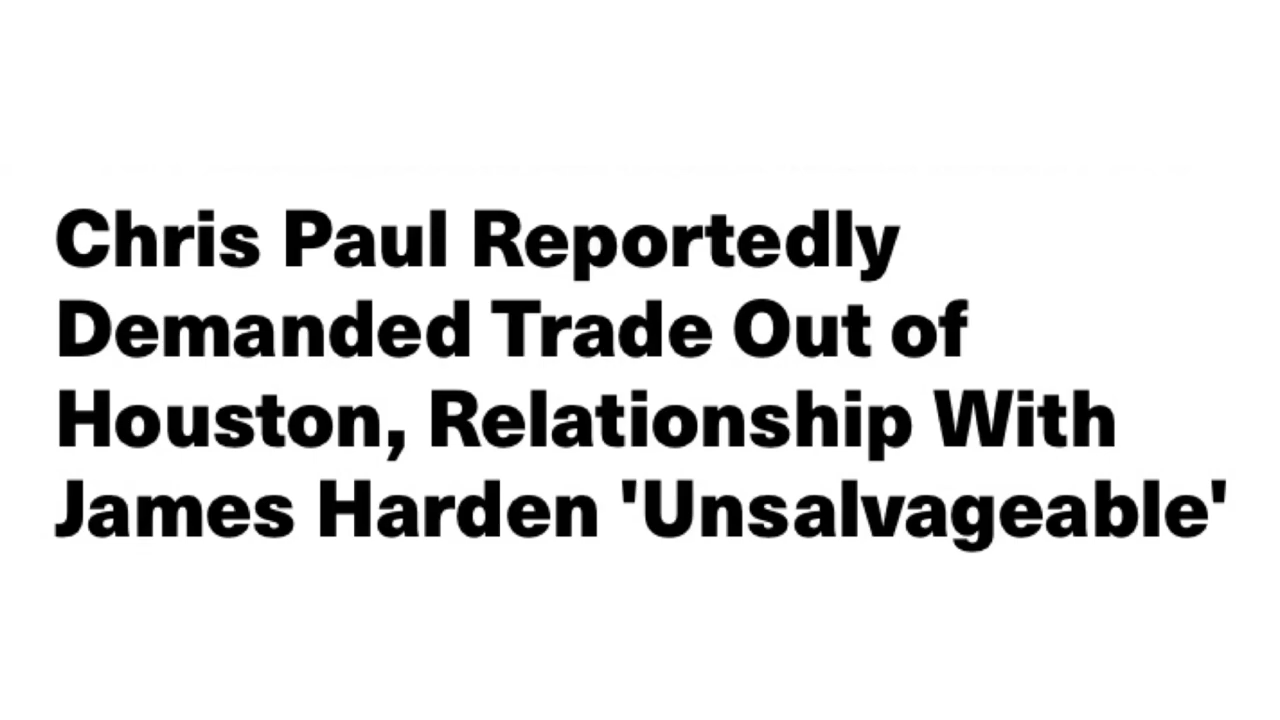 Chris Paul Reportedly
Demanded Trade Out of
Houston, Relationship With
James Harden 'Unsalvageable'